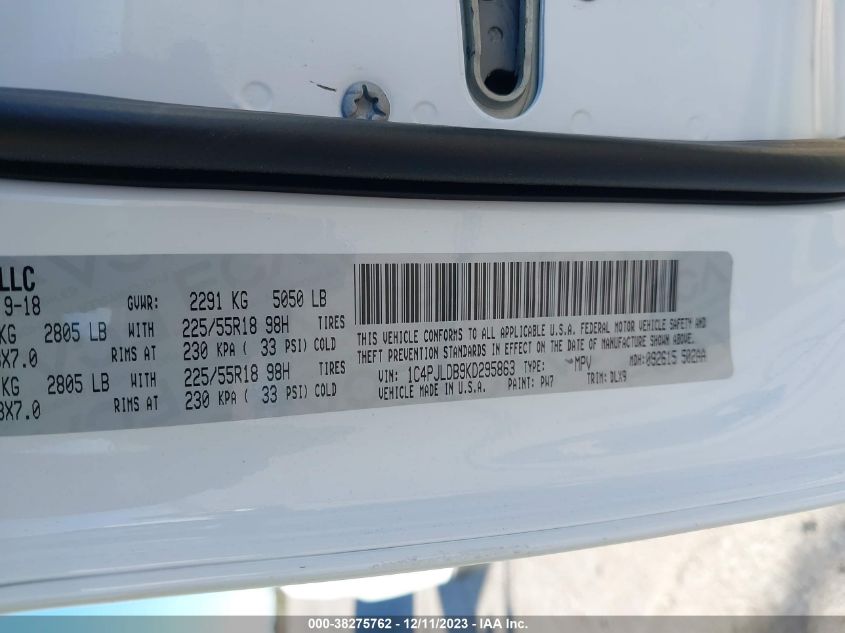 LLC
9-18 GVWR: 2291 KG 5050 LB
KG 2805 LB WITH 225/55R18 98H TIRES
X7.0 RIMS AT 230 KPA ( 33 PSI) COLD
KG 2805 LB WITH 225/55R18 98H TIRES
X7.0 RIMS AT 230 KPA ( 33 PSI) COLD
THIS VEHICLE CONFORMS TO ALL APPLICABLE U.S.A. FEDERAL MOTOR VEHICLE SAFETY AND
THEFT PREVENTION STANDARDS IN EFFECT ON THE DATE OF MANUFACTURE SHOWN ABOVE.
VIN: 1C4PJLDB9KD295863 TYPE: MPV MDH: 092615 502AA
VEHICLE MADE IN U.S.A. PAINT: PW7 TRIM: DLX9
000-38275762 - 12/11/2023 - IAAI.COM